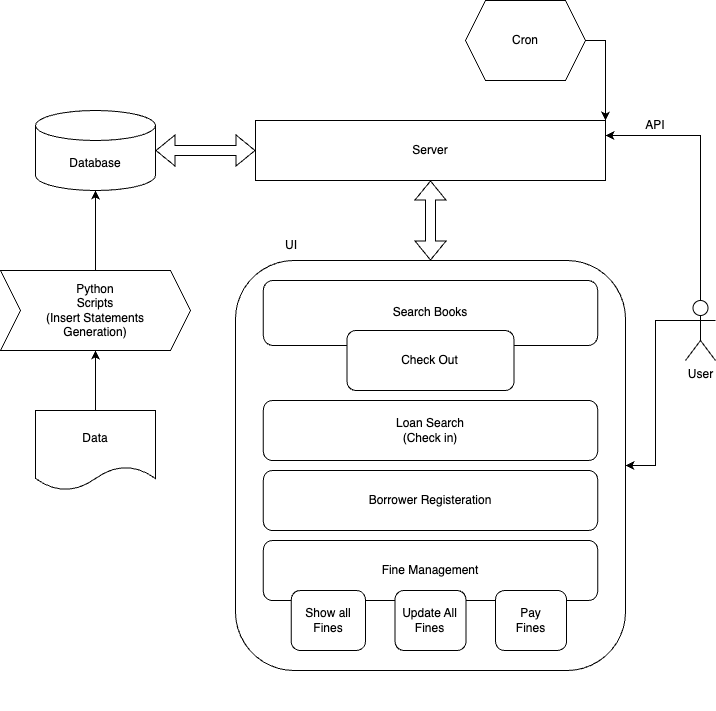 Cron
API
Database
Server
UI
Python
Scripts
(Insert Statements
Generation)
Search Books
Check Out
User
Data
Loan Search
(Check in)
Borrower Registeration
Fine Management
Show all
Fines
Update All
Fines
Pay
Fines